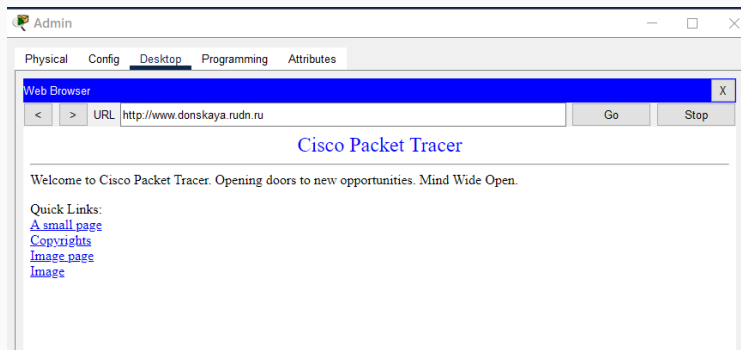 Admin
Physical Config Desktop Programming Attributes
Web Browser X
< > URL http://www.donskaya.rudn.ru Go Stop
Cisco Packet Tracer
Welcome to Cisco Packet Tracer. Opening doors to new opportunities. Mind Wide Open.
Quick Links:
A small page
Copyrights
Image page
Image